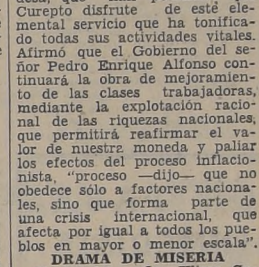 Curepto disfrute de este ele-
mental servicio que ha tonifica-
do todas sus actividades vitales.
Afirmó que el Gobierno del se-
ñor Pedro Enrique Alfonso con-
tinuará la obra de mejoramien-
to de las clases trabajadoras,
mediante la explotación racio-
nal de las riquezas nacionales,
que permitirá reafirmar el va-
lor de nuestra moneda y paliar
los efectos del proceso inflacio-
nista, "proceso —dijo— que no
obedece sólo a factores naciona-
les, sino que forma parte de
una crisis internacional, que
afecta por igual a todos los pue-
blos en mayor o menor escala".
DRAMA DE MISERIA